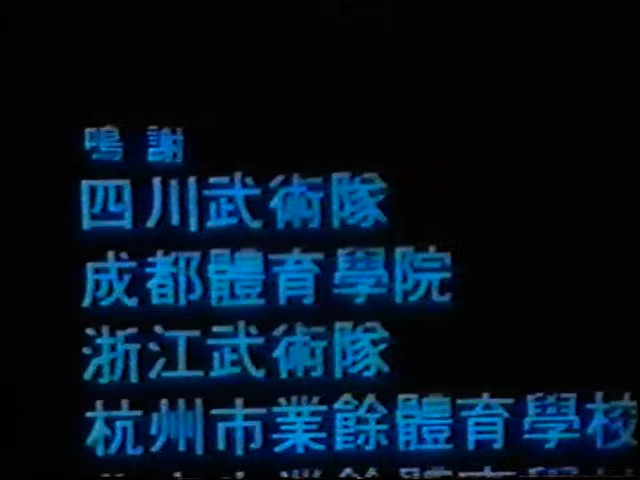 鳴 謝
四川武術隊
成都體育學院
浙江武術隊
杭州市業餘體育學校